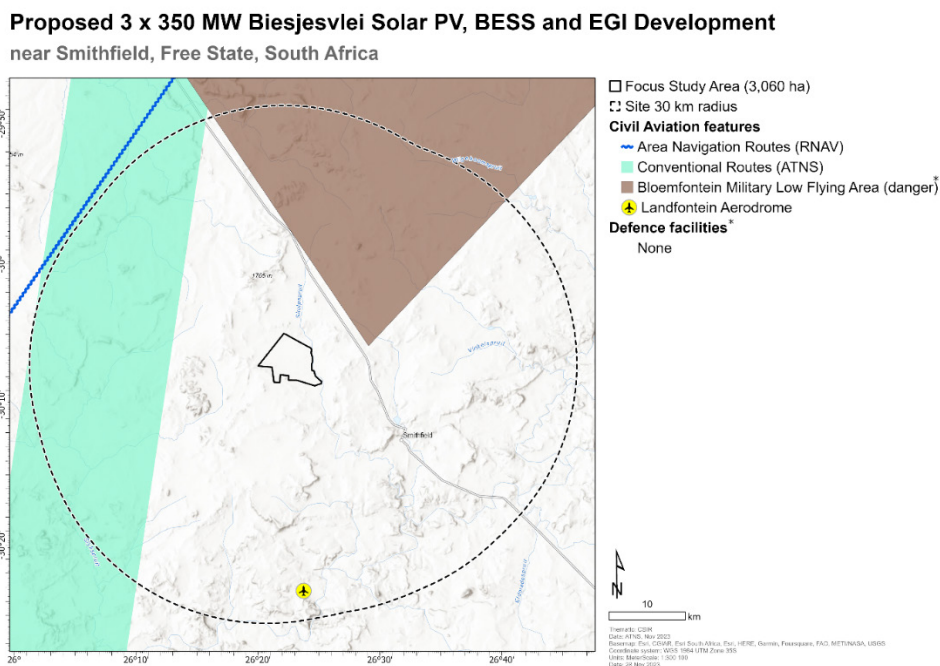 Proposed 3 x 350 MW Biesjesvlei Solar PV, BESS and EGI Development
near Smithfield, Free State, South Africa
Focus Study Area (3,060 ha)
Site 30 km radius
Civil Aviation features
Area Navigation Routes (RNAV)
Conventional Routes (ATNS)
Bloemfontein Military Low Flying Area (danger)*
Landfontein Aerodrome
Defence facilities*
None
-29°50'
-30°
-30°10'
-30°20'
Smithfield
26°
26°10'
26°20'
26°30'
26°40'
N
10
km
Thematic: CSIR
Date: ATNS, Nov 2023
Basemap: Esri, CGIAR, Esri South Africa, Esri, HERE, Garmin, Foursquare, FAO, METI/NASA, USGS
Coordinate system: WGS 1984 UTM Zone 35S